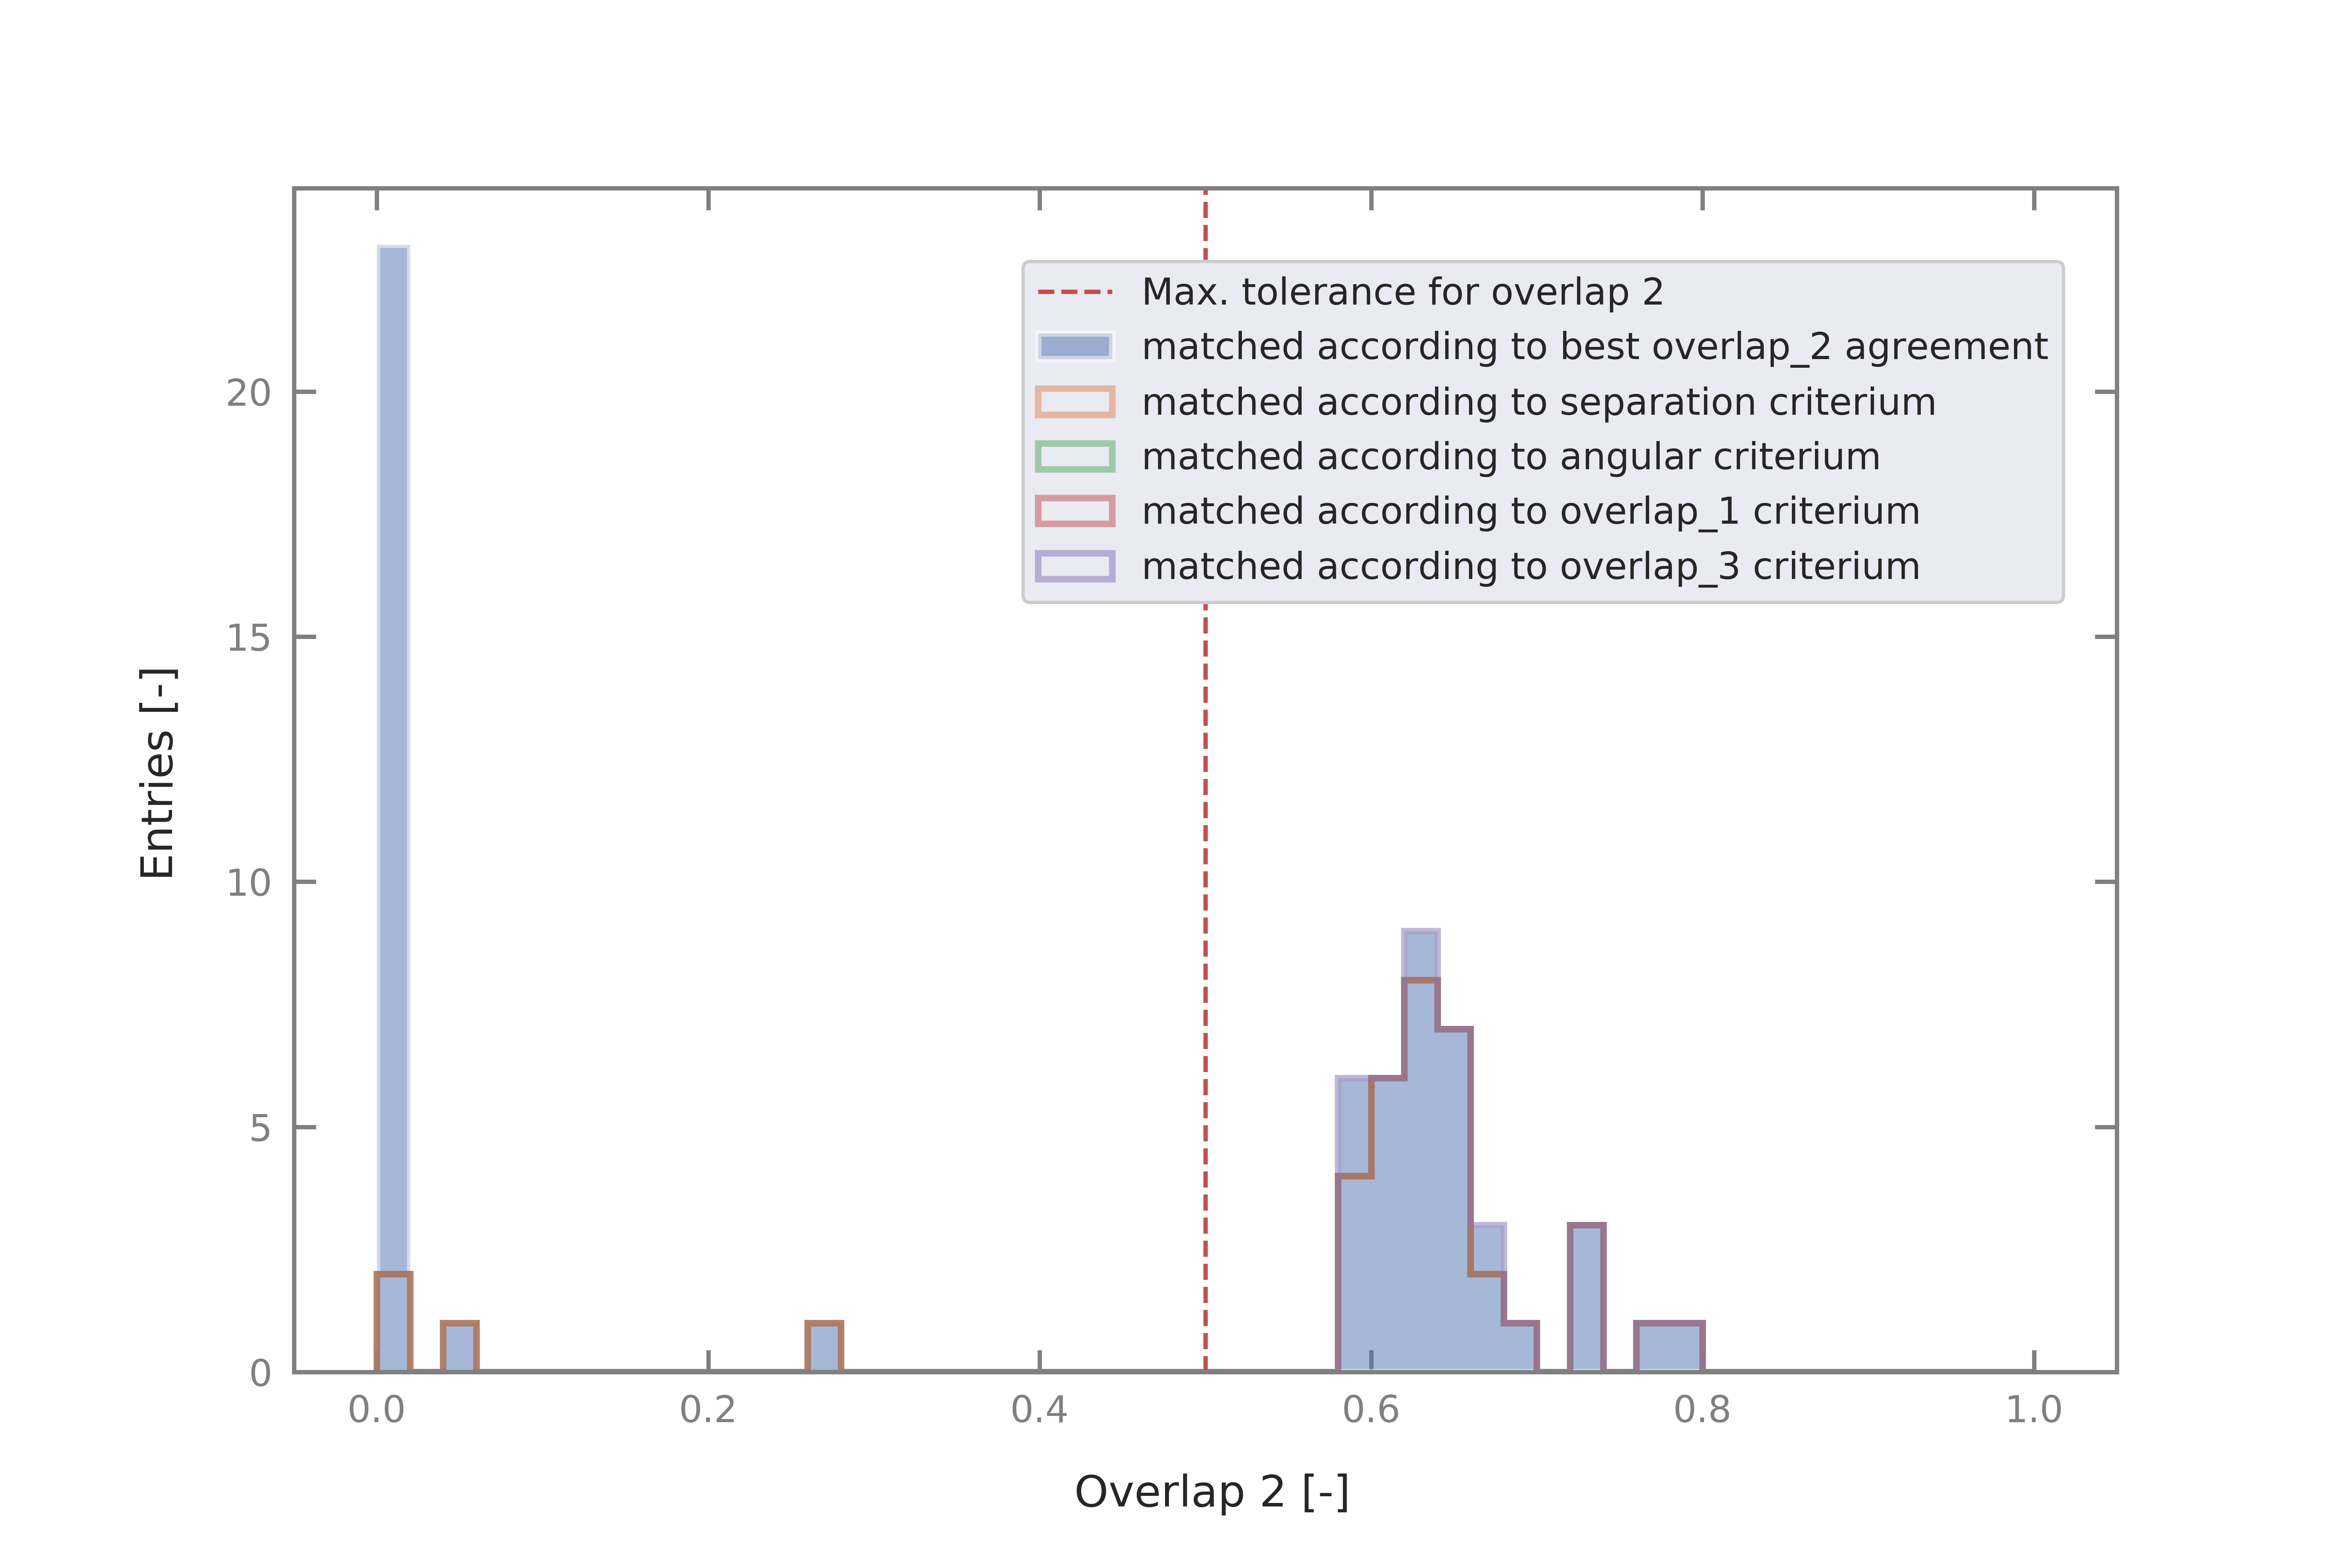 Max. tolerance for overlap 2
matched according to best overlap_2 agreement
matched according to separation criterium
matched according to angular criterium
matched according to overlap_1 criterium
matched according to overlap_3 criterium
20
15
10
5
0
Entries [-]
0.0 0.2 0.4 0.6 0.8 1.0
Overlap 2 [-]